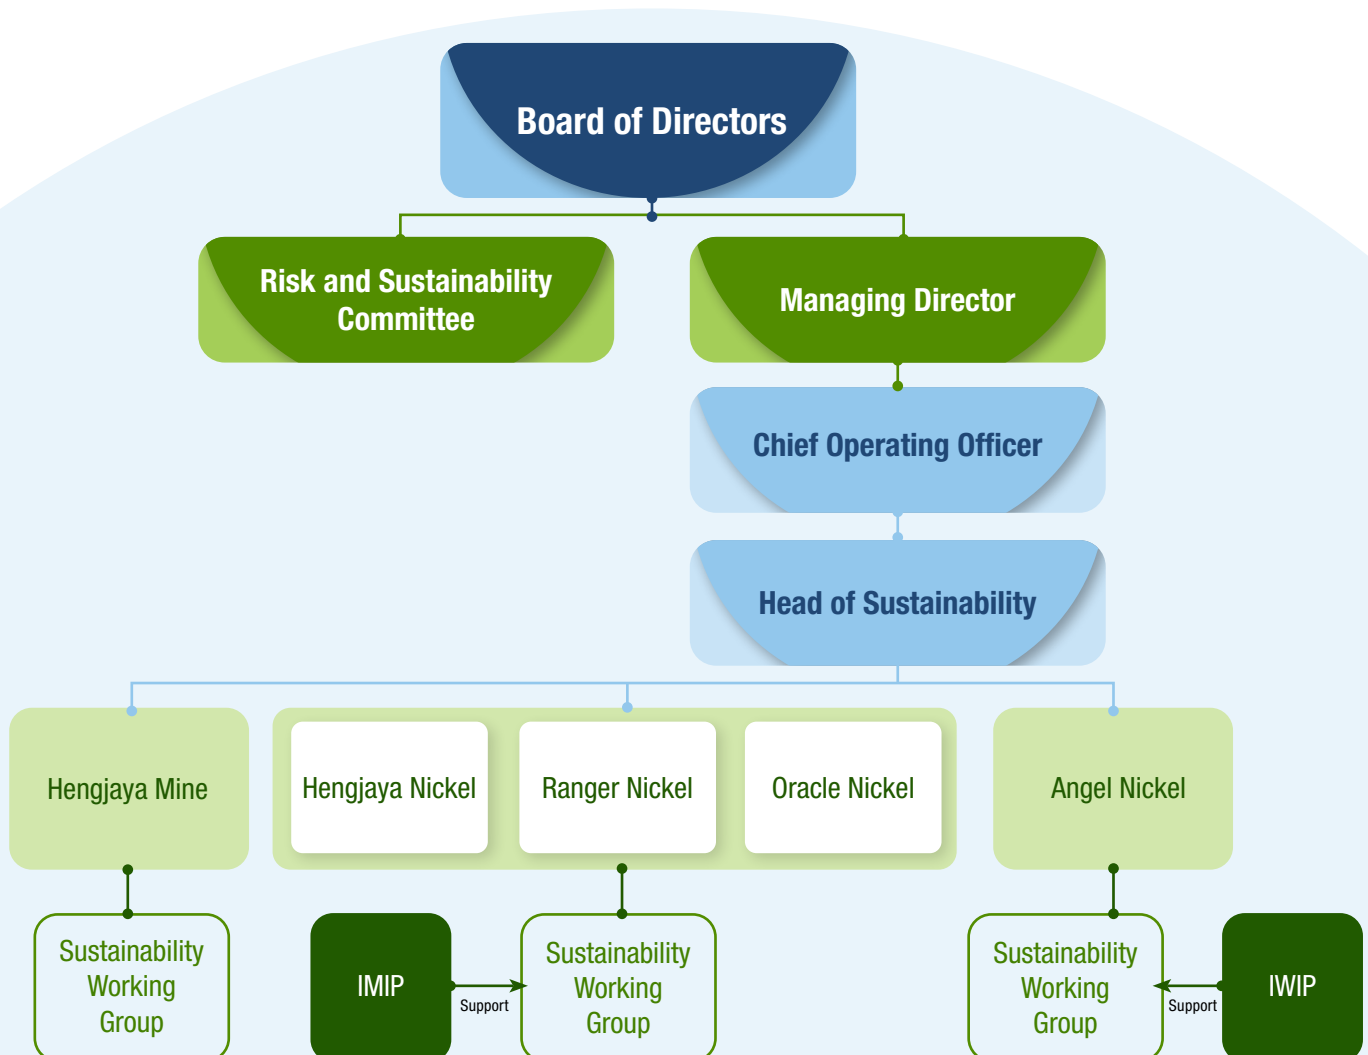 Board of Directors
Risk and Sustainability
Committee
Managing Director
Chief Operating Officer
Head of Sustainability
Hengjaya Mine
Hengjaya Nickel
Ranger Nickel
Oracle Nickel
Angel Nickel
Sustainability
Working
Group
IMIP
Support
Sustainability
Working
Group
Sustainability
Working
Group
Support
IWIP